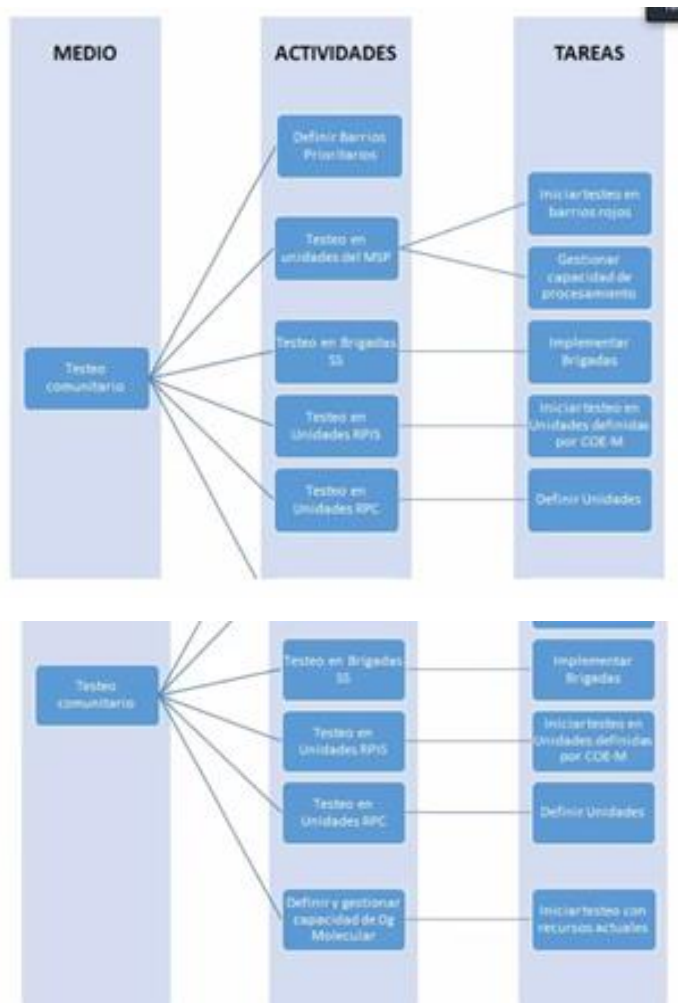 MEDIO
ACTIVIDADES
TAREAS
Definir Barrios
Prioritarios
Iniciar testeo en
barrios rojos
Testeo en
unidades del MSP
Gestionar
capacidad de
procesamiento
Testeo
comunitario
Testeo en Brigadas
SS
Implementar
Brigadas
Testeo en
Unidades RPIS
Iniciar testeo en
Unidades definidas
por COE-M
Testeo en
Unidades RPC
Definir Unidades
Testeo
comunitario
Testeo en Brigadas
SS
Implementar
Brigadas
Testeo en
Unidades RPIS
Iniciar testeo en
Unidades definidas
por COE-M
Testeo en
Unidades RPC
Definir Unidades
Definir y gestionar
capacidad de Dg
Molecular
Iniciar testeo con
recursos actuales